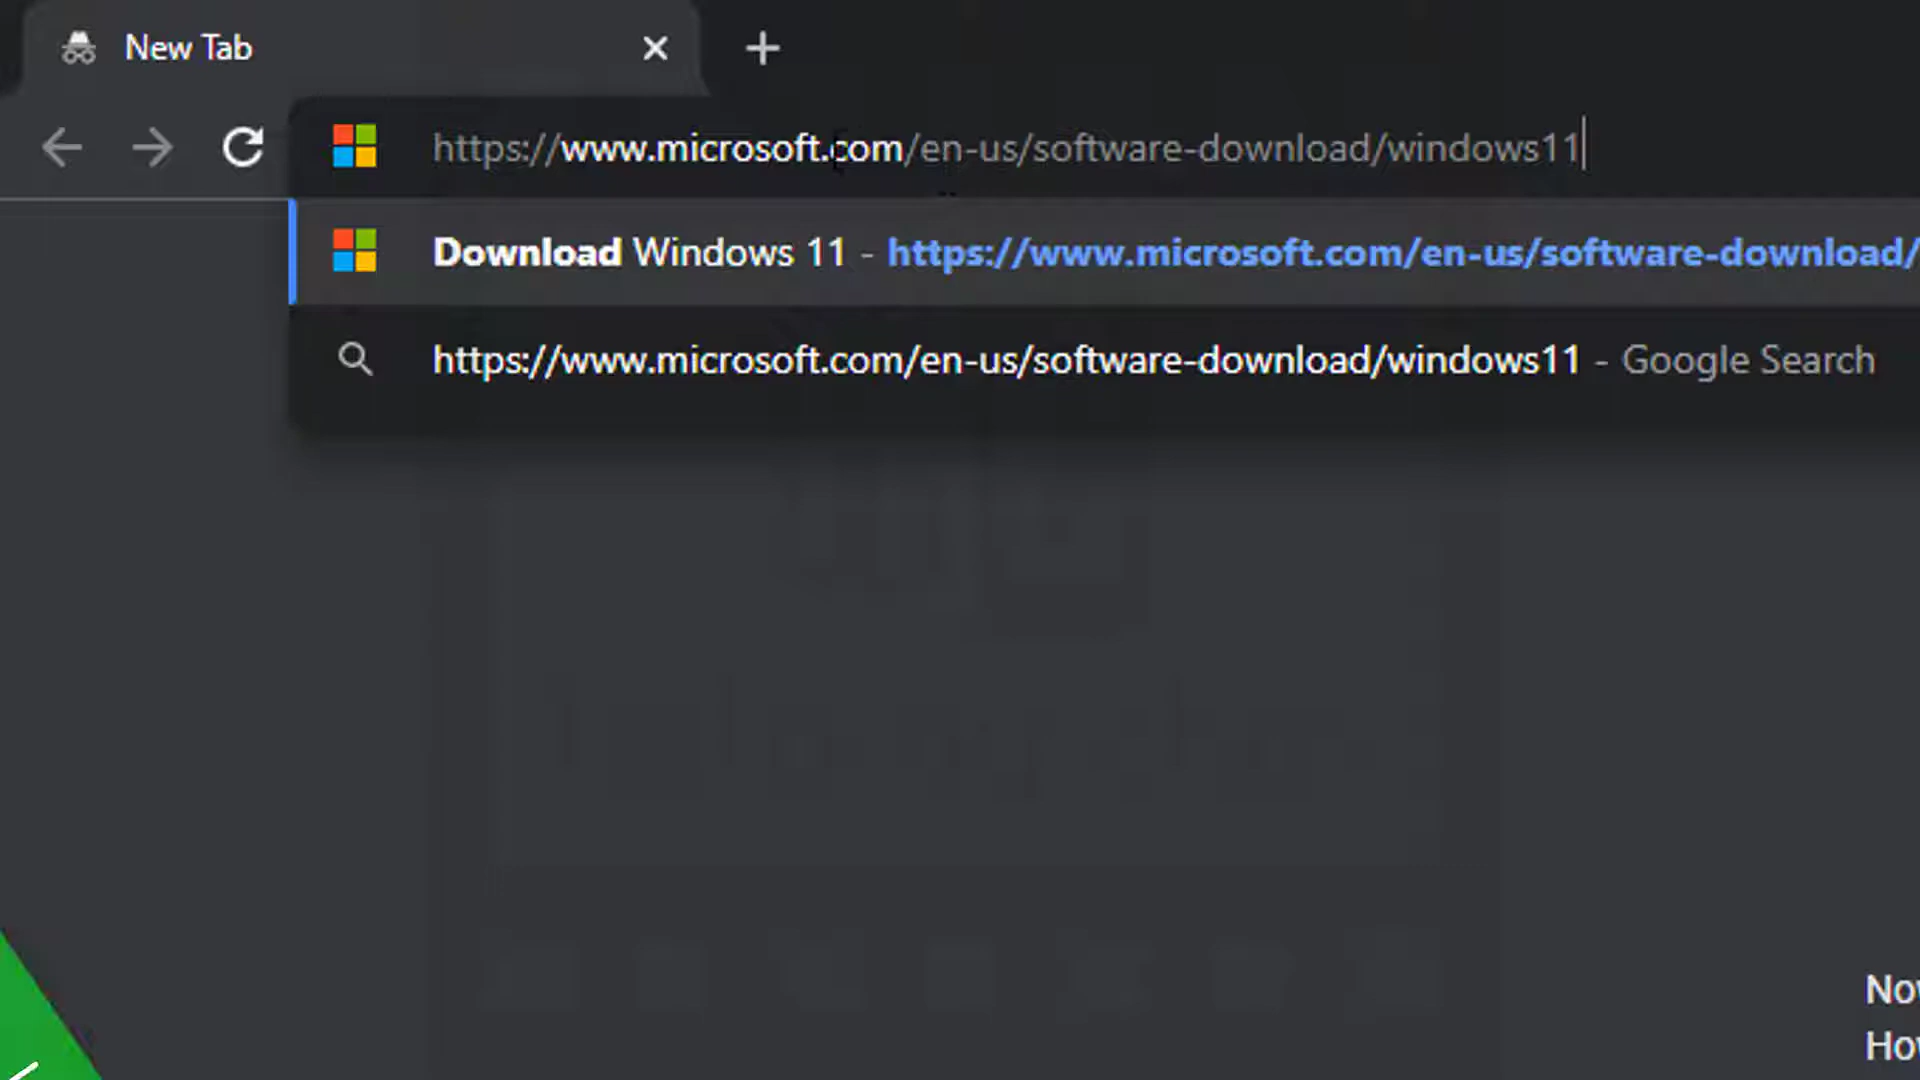 New Tab
https://www.microsoft.com/en-us/software-download/windows11
Download Windows 11 - https://www.microsoft.com/en-us/software-download/
https://www.microsoft.com/en-us/software-download/windows11 - Google Search